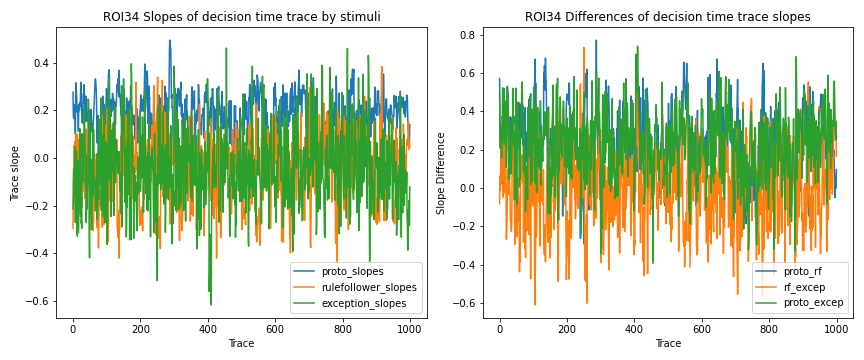 ROI34 Slopes of decision time trace by stimuli
Trace slope
0.4
0.2
0.0
−0.2
−0.4
−0.6
0
200
400
600
800
1000
Trace
proto_slopes
rulefollower_slopes
exception_slopes
ROI34 Differences of decision time trace slopes
Slope Difference
0.8
0.6
0.4
0.2
0.0
−0.2
−0.4
−0.6
0
200
400
600
800
1000
Trace
proto_rf
rf_excep
proto_excep